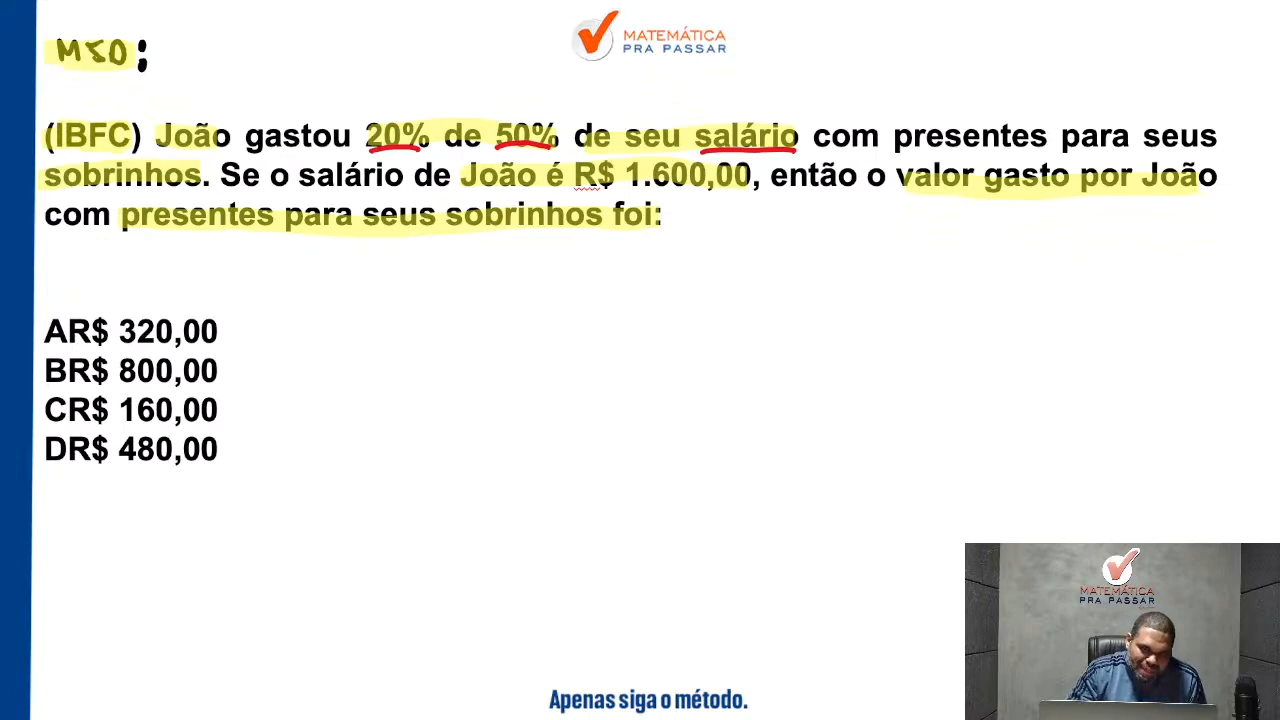 MATEMÁTICA
PRA PASSAR
MSD:
(IBFC) João gastou 20% de 50% de seu salário com presentes para seus
sobrinhos. Se o salário de João é R$ 1.600,00, então o valor gasto por João
com presentes para seus sobrinhos foi:
AR$ 320,00
BR$ 800,00
CR$ 160,00
DR$ 480,00
MATEMÁTICA
PRA PASSAR
Apenas siga o método.